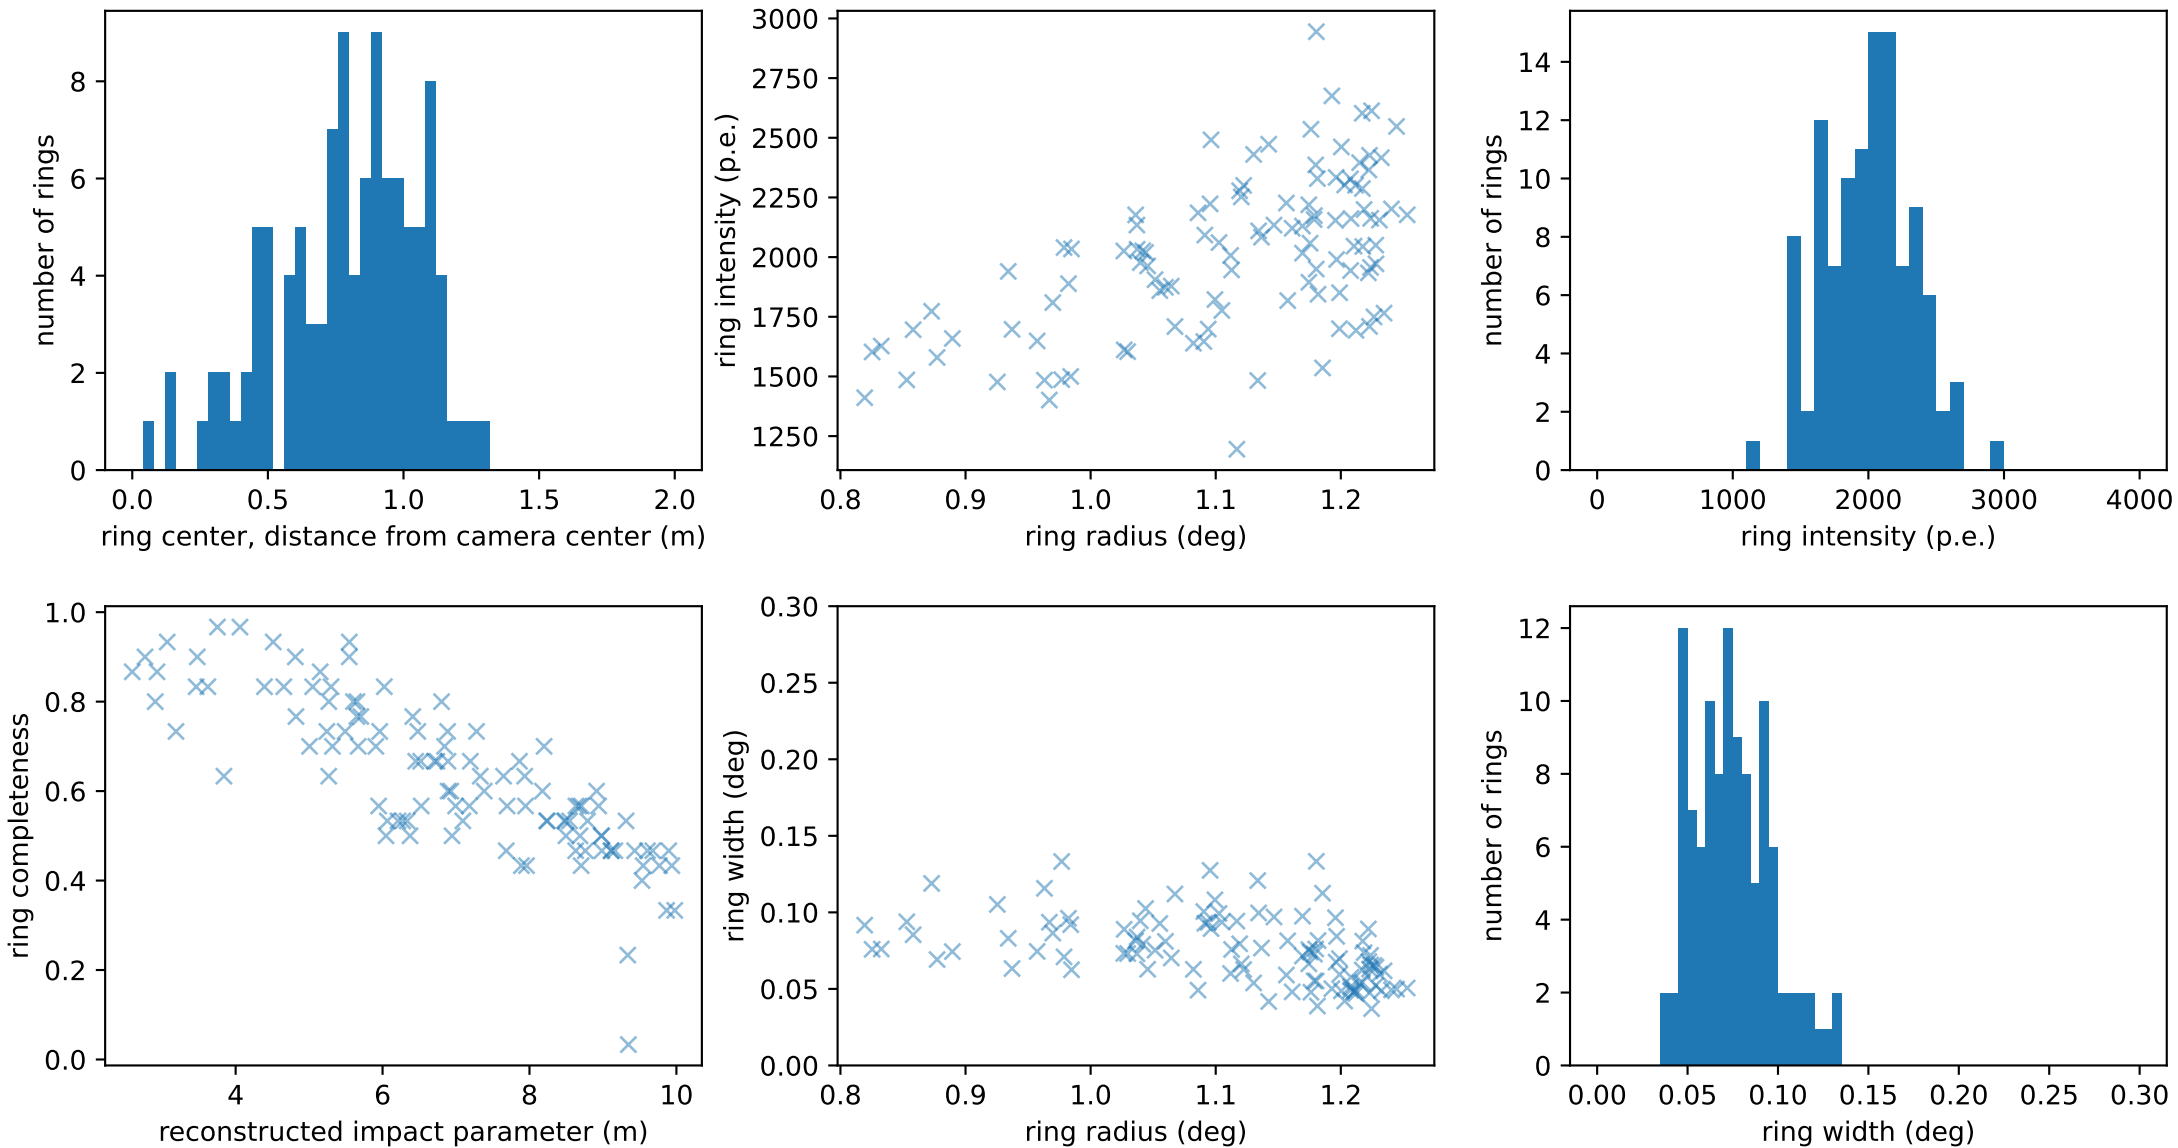 8
6
4
2
0
number of rings
0.0 0.5 1.0 1.5 2.0
ring center, distance from camera center (m)
3000
2750
2500
2250
2000
1750
1500
1250
ring intensity (p.e.)
0.8 0.9 1.0 1.1 1.2
ring radius (deg)
14
12
10
8
6
4
2
0
number of rings
0 1000 2000 3000 4000
ring intensity (p.e.)
1.0
0.8
0.6
0.4
0.2
0.0
ring completeness
4 6 8 10
reconstructed impact parameter (m)
0.30
0.25
0.20
0.15
0.10
0.05
0.00
ring width (deg)
0.8 0.9 1.0 1.1 1.2
ring radius (deg)
12
10
8
6
4
2
0
number of rings
0.00 0.05 0.10 0.15 0.20 0.25 0.30
ring width (deg)